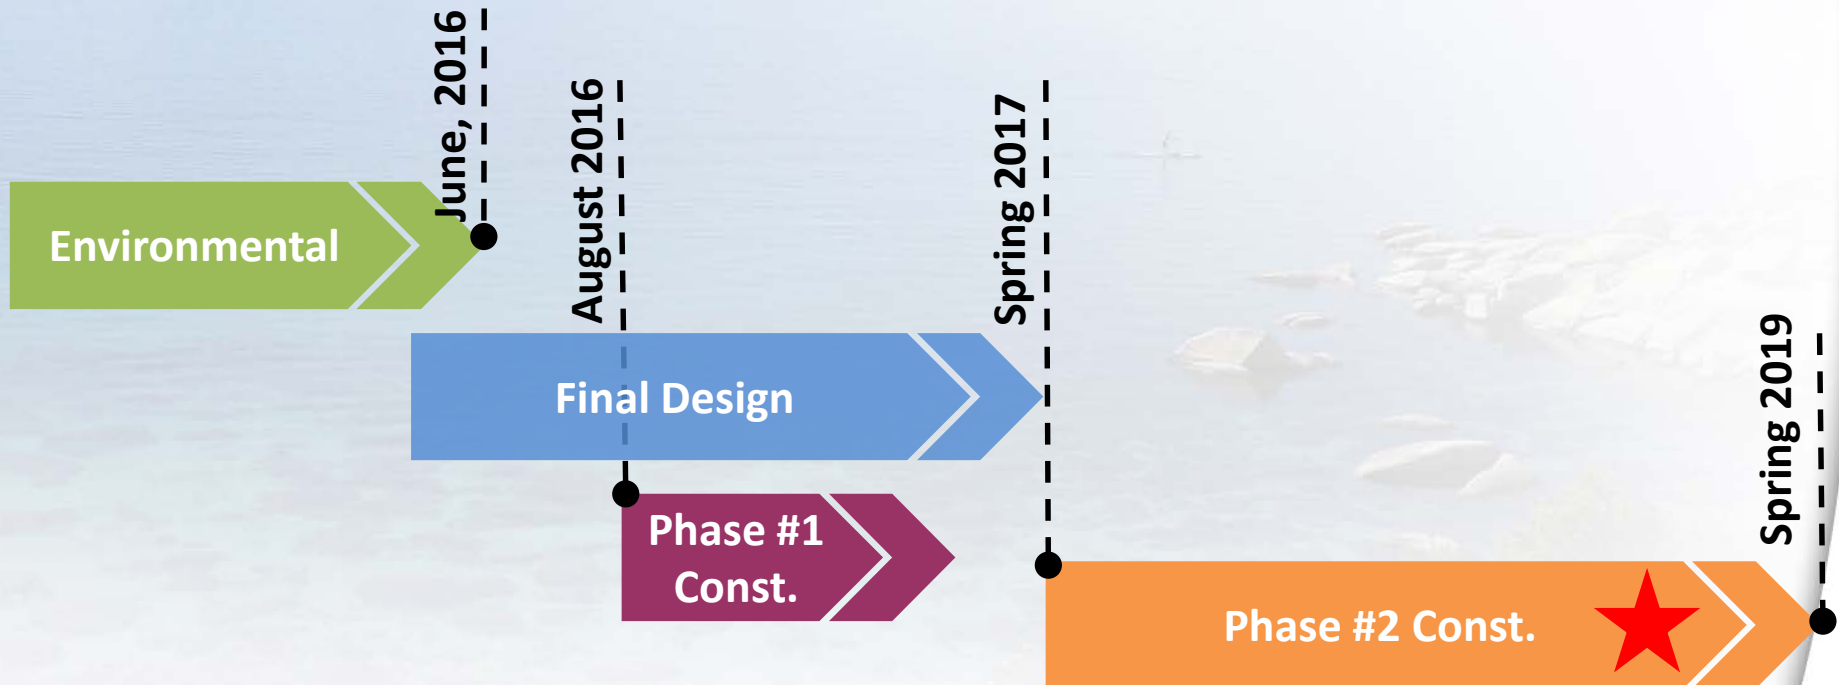 June, 2016
August 2016
Spring 2017
Environmental
Spring 2019
Final Design
Phase #1
Const.
Phase #2 Const.